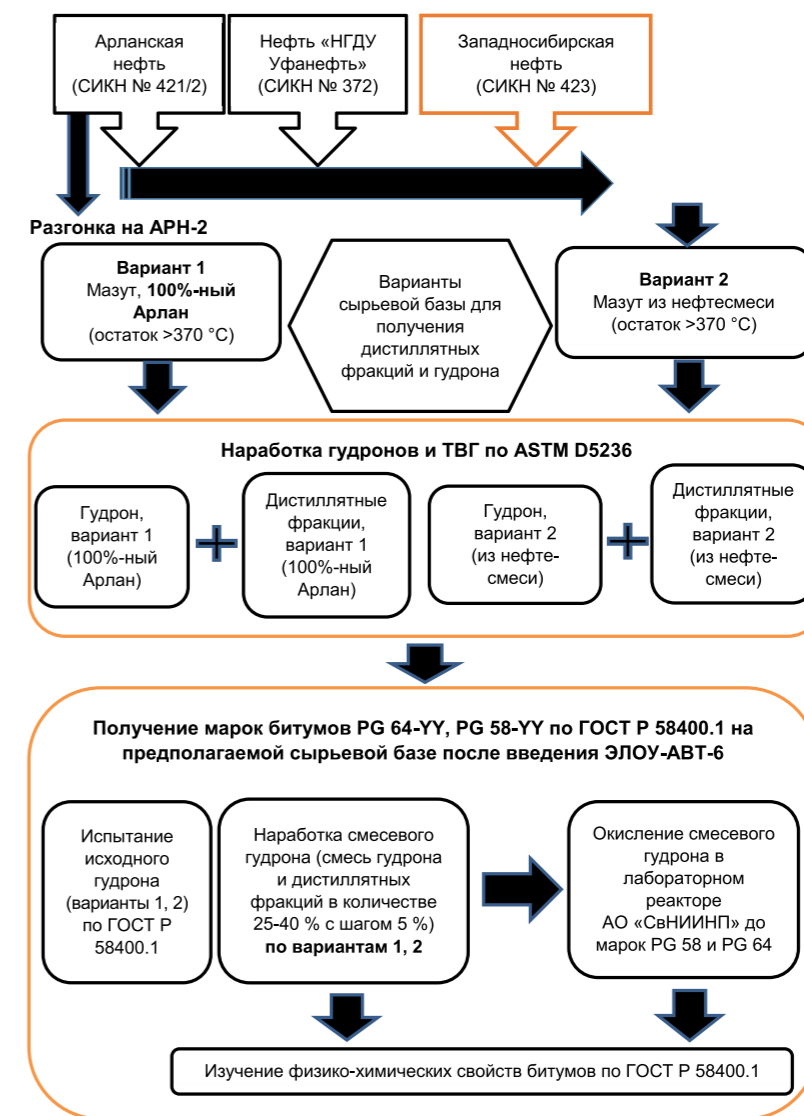 Арланская
нефть
(СИКН № 421/2)
Нефть «НГДУ
Уфанефть»
(СИКН № 372)
Западносибирская
нефть
(СИКН № 423)
Разгонка на АРН-2
Вариант 1
Мазут, 100%-ный
Арлан
(остаток >370 °С)
Варианты
сырьевой базы для
получения
дистиллятных
фракций и гудрона
Вариант 2
Мазут из нефтесмеси
(остаток >370 °С)
Наработка гудронов и ТВГ по ASTM D5236
Гудрон,
вариант 1
(100%-ный
Арлан)
Дистиллятные
фракции,
вариант 1
(100%-ный
Арлан)
Гудрон,
вариант 2
(из нефте-
смеси)
Дистиллятные
фракции,
вариант 2
(из нефте-
смеси)
Получение марок битумов PG 64-YY, PG 58-YY по ГОСТ Р 58400.1 на
предполагаемой сырьевой базе после введения ЭЛОУ-АВТ-6
Испытание
исходного
гудрона
(варианты 1, 2)
по ГОСТ Р
58400.1
Наработка смесевого
гудрона (смесь гудрона
и дистиллятных
фракций в количестве
25-40 % с шагом 5 %)
по вариантам 1, 2
Окисление смесевого
гудрона в
лабораторном
реакторе
АО «СвНИИНП» до
марок PG 58 и PG 64
Изучение физико-химических свойств битумов по ГОСТ Р 58400.1